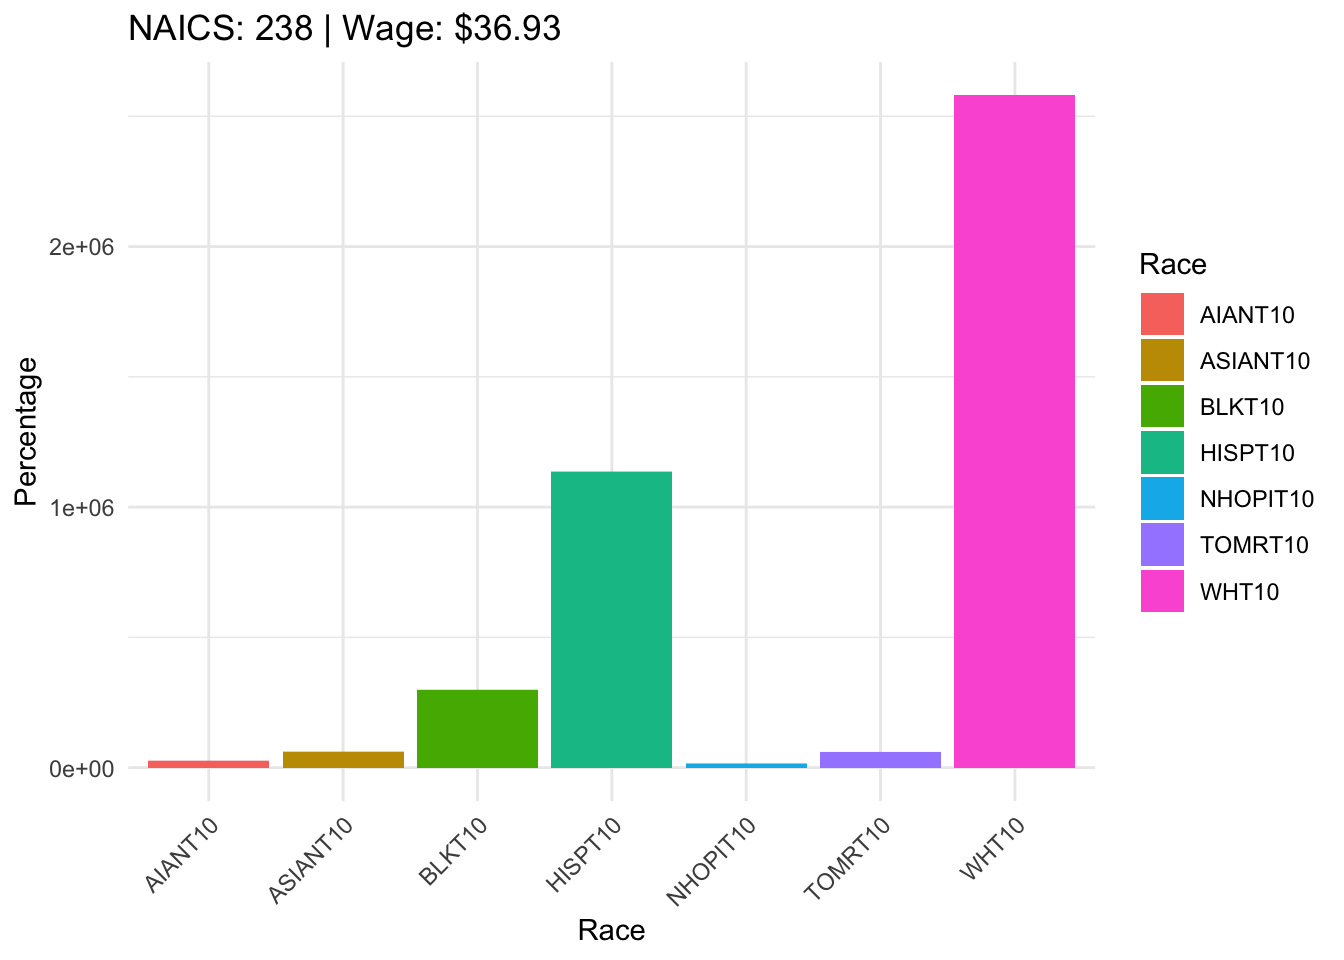 NAICS: 238 | Wage: $36.93
Percentage
2e+06
1e+06
0e+00
AIANT10
ASIANT10
BLKT10
HISPT10
NHOPIT10
TOMRT10
WHT10
Race
Race
AIANT10
ASIANT10
BLKT10
HISPT10
NHOPIT10
TOMRT10
WHT10